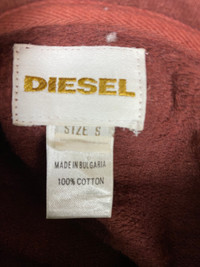 DIESEL
SIZE S
MADE IN BULGARIA
100% COTTON